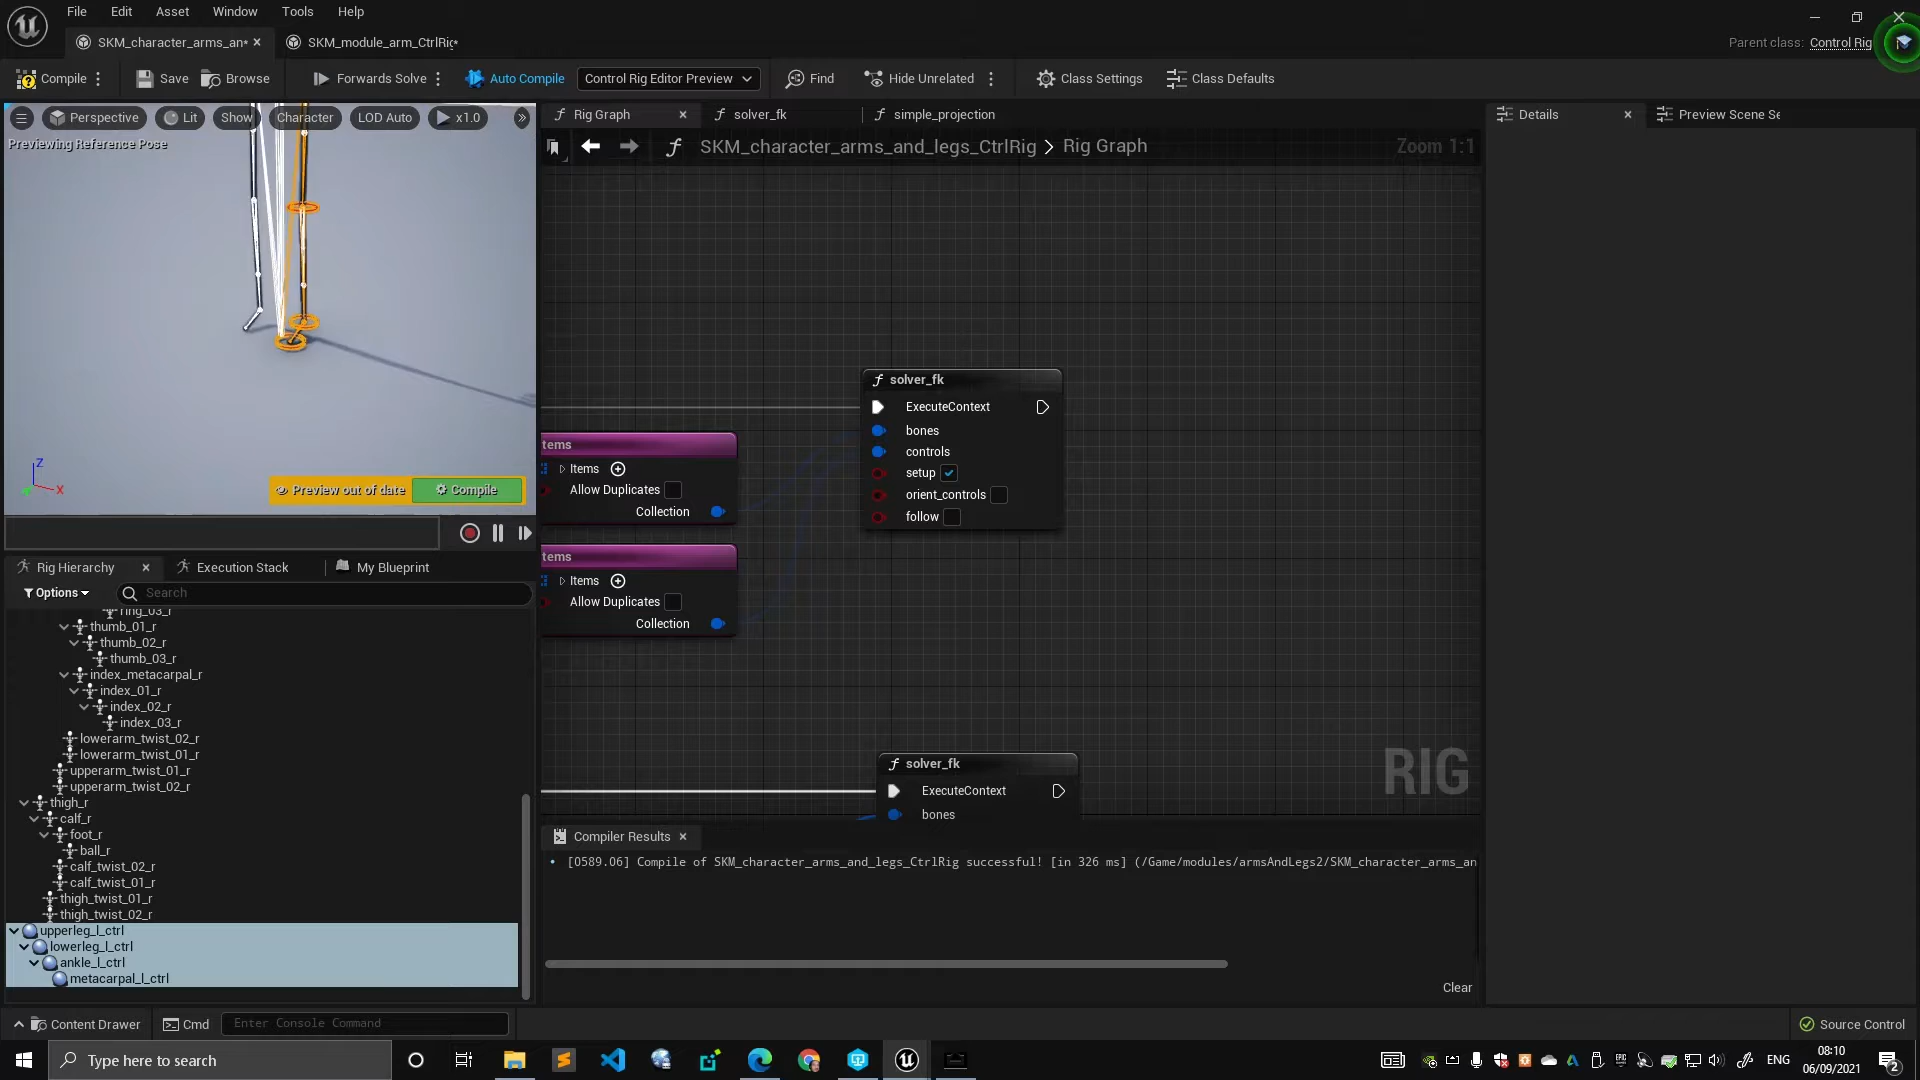 File Edit Asset Window Tools Help
SKM_character_arms_an*
SKM_module_arm_CtrlRic*
Parent class: Control Rig
Compile Save Browse Forwards Solve Auto Compile Control Rig Editor Preview Find Hide Unrelated Class Settings Class Defaults
Perspective Lit Show Character LOD Auto x1.0
Previewing Reference Pose
Z
X
Preview out of date Compile
Rig Graph solver_fk simple_projection
SKM_character_arms_and_legs_CtrlRig > Rig Graph
Zoom 1:1
solver_fk
ExecuteContext
bones
controls
setup
orient_controls
follow
tems
Items
Allow Duplicates
Collection
tems
Items
Allow Duplicates
Collection
solver_fk
ExecuteContext
bones
RIG
Details Preview Scene Se
Rig Hierarchy Execution Stack My Blueprint
Options Search
ring_03_r
thumb_01_r
thumb_02_r
thumb_03_r
index_metacarpal_r
index_01_r
index_02_r
index_03_r
lowerarm_twist_02_r
lowerarm_twist_01_r
upperarm_twist_01_r
upperarm_twist_02_r
thigh_r
calf_r
foot_r
ball_r
calf_twist_02_r
calf_twist_01_r
thigh_twist_01_r
thigh_twist_02_r
upperleg_l_ctrl
lowerleg_l_ctrl
ankle_l_ctrl
metacarpal_l_ctrl
Compiler Results
[0589.06] Compile of SKM_character_arms_and_legs_CtrlRig successful! [in 326 ms] (/Game/modules/armsAndLegs2/SKM_character_arms_an
Clear
Content Drawer Cmd Enter Console Command
Source Control
Type here to search
ENG
08:10
06/09/2021
2